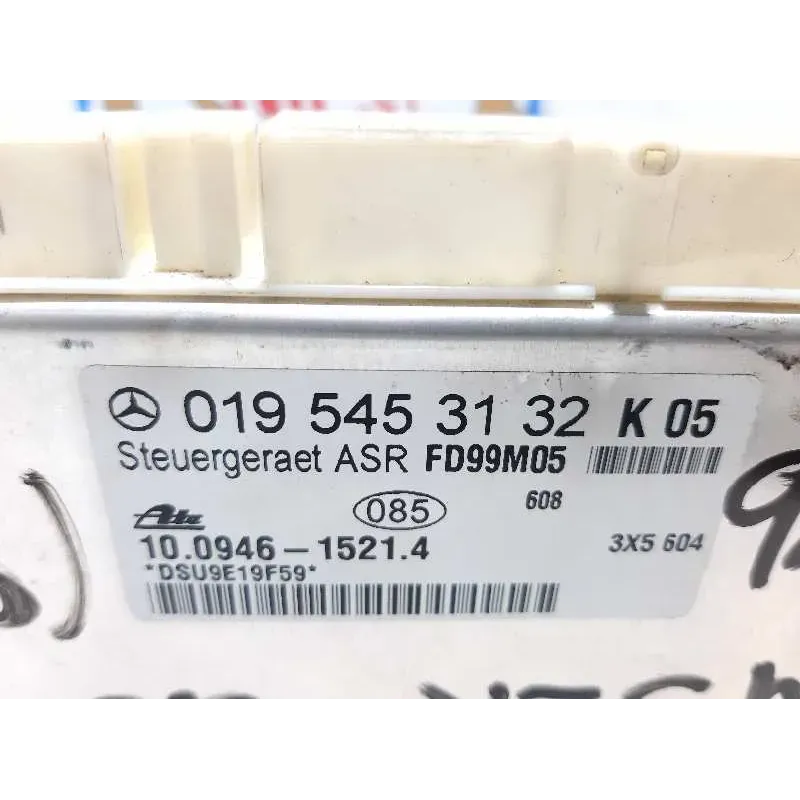 019 545 31 32 K 05
Steuergeraet ASR FD99M05
Ate 085 608
10.0946-1521.4 3X5 604
*DSU9E19F59*